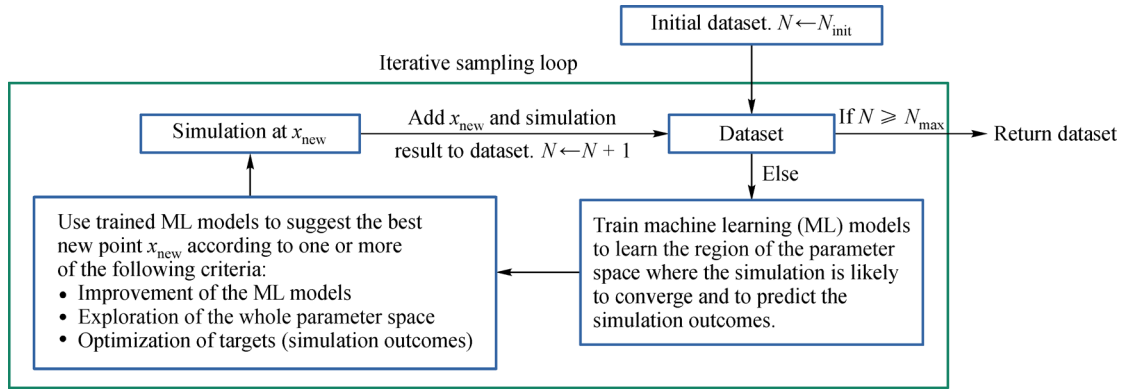 Initial dataset. N←N_init
Iterative sampling loop
Simulation at x_new
Add x_new and simulation
result to dataset. N←N + 1
Dataset
If N ⩾ N_max
Return dataset
Else
Use trained ML models to suggest the best
new point x_new according to one or more
of the following criteria:
• Improvement of the ML models
• Exploration of the whole parameter space
• Optimization of targets (simulation outcomes)
Train machine learning (ML) models
to learn the region of the parameter
space where the simulation is likely
to converge and to predict the
simulation outcomes.